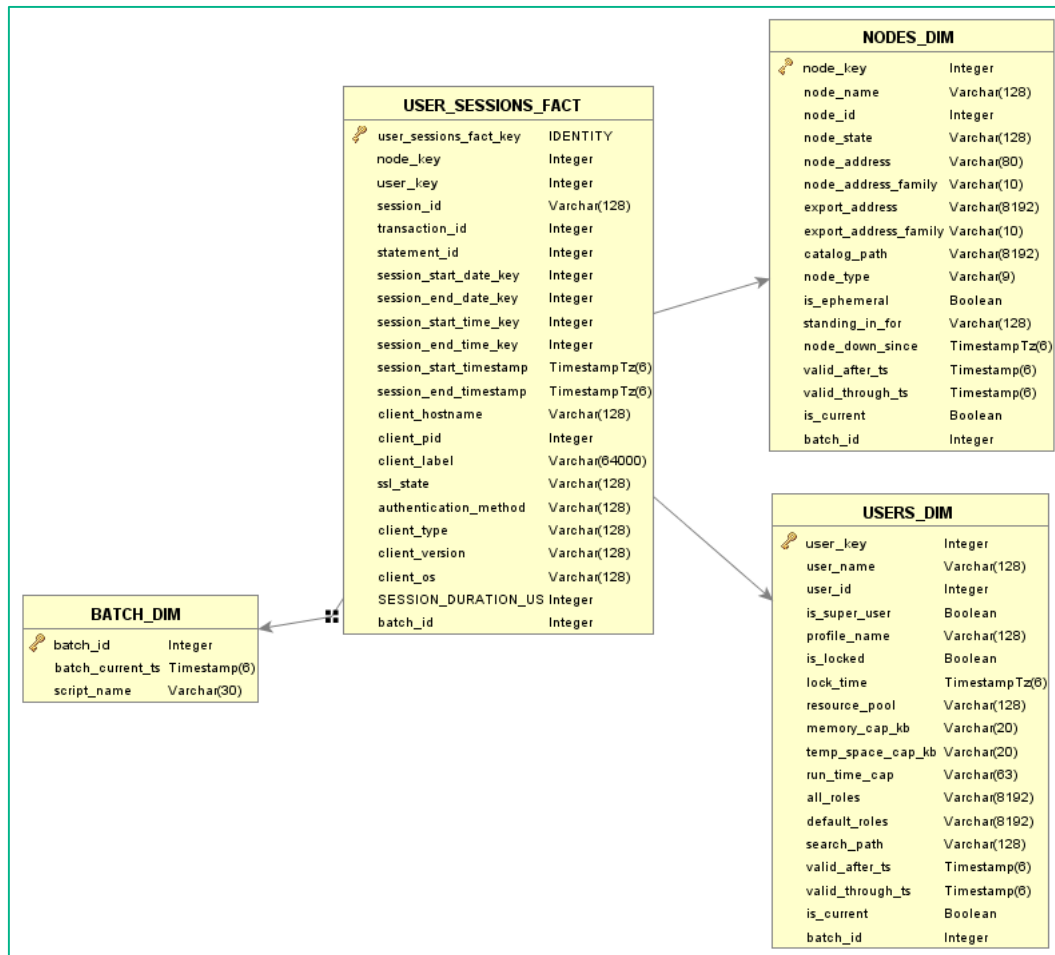 NODES_DIM
node_key Integer
node_name Varchar(128)
node_id Integer
node_state Varchar(128)
node_address Varchar(80)
node_address_family Varchar(10)
export_address Varchar(8192)
export_address_family Varchar(10)
catalog_path Varchar(8192)
node_type Varchar(9)
is_ephemeral Boolean
standing_in_for Varchar(128)
node_down_since TimestampTz(6)
valid_after_ts Timestamp(6)
valid_through_ts Timestamp(6)
is_current Boolean
batch_id Integer
USER_SESSIONS_FACT
user_sessions_fact_key IDENTITY
node_key Integer
user_key Integer
session_id Varchar(128)
transaction_id Integer
statement_id Integer
session_start_date_key Integer
session_end_date_key Integer
session_start_time_key Integer
session_end_time_key Integer
session_start_timestamp TimestampTz(6)
session_end_timestamp TimestampTz(6)
client_hostname Varchar(128)
client_pid Integer
client_label Varchar(64000)
ssl_state Varchar(128)
authentication_method Varchar(128)
client_type Varchar(128)
client_version Varchar(128)
client_os Varchar(128)
SESSION_DURATION_US Integer
batch_id Integer
BATCH_DIM
batch_id Integer
batch_current_ts Timestamp(6)
script_name Varchar(30)
USERS_DIM
user_key Integer
user_name Varchar(128)
user_id Integer
is_super_user Boolean
profile_name Varchar(128)
is_locked Boolean
lock_time TimestampTz(6)
resource_pool Varchar(128)
memory_cap_kb Varchar(20)
temp_space_cap_kb Varchar(20)
run_time_cap Varchar(63)
all_roles Varchar(8192)
default_roles Varchar(8192)
search_path Varchar(128)
valid_after_ts Timestamp(6)
valid_through_ts Timestamp(6)
is_current Boolean
batch_id Integer